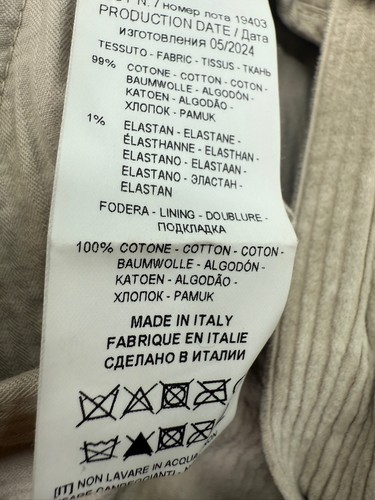 N. / номер лота 19403
PRODUCTION DATE / Дата
изготовления 05/2024
TESSUTO - FABRIC - TISSUS - ТКАНЬ
99% COTONE - COTTON - COTON -
BAUMWOLLE - ALGODÓN -
KATOEN - ALGODÃO -
ХЛОПОК - PAMUK
1% ELASTAN - ELASTANE -
ÉLASTHANNE - ELASTHAN -
ELASTANO - ELASTAAN -
ELASTANO - ЭЛАСТАН -
ELASTAN
FODERA - LINING - DOUBLURE -
ПОДКЛАДКА
100% COTONE - COTTON - COTON -
BAUMWOLLE - ALGODÓN -
KATOEN - ALGODÃO -
ХЛОПОК - PAMUK
MADE IN ITALY
FABRIQUE EN ITALIE
СДЕЛАНО В ИТАЛИИ
[IT] NON LAVARE IN ACQUA
CANDEGGIANTI -